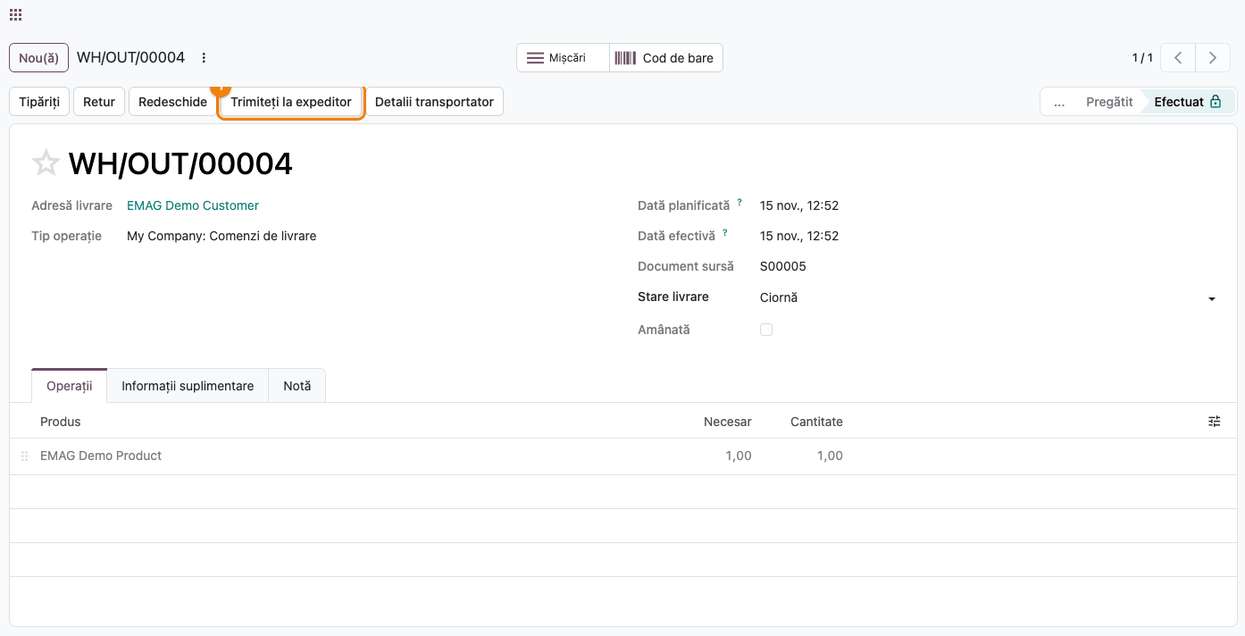 Nou(ă) WH/OUT/00004 Mișcări Cod de bare 1 / 1
Tipăriți Retur Redeschide Trimiteți la expeditor Detalii transportator ... Pregătit Efectuat
WH/OUT/00004
Adresă livrare EMAG Demo Customer Dată planificată ? 15 nov., 12:52
Tip operație My Company: Comenzi de livrare Dată efectivă ? 15 nov., 12:52
Document sursă S00005
Stare livrare Ciornă
Amânată
Operații Informații suplimentare Notă
Produs Necesar Cantitate
EMAG Demo Product 1,00 1,00